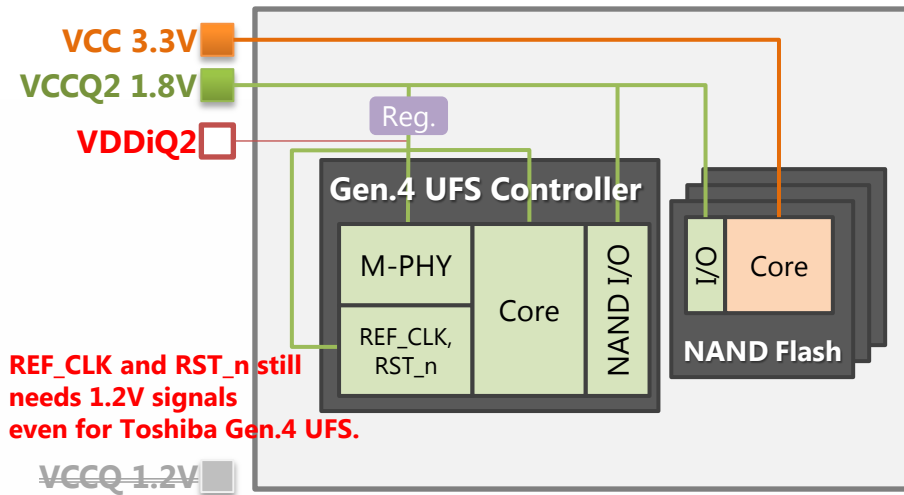 VCC 3.3V
VCCQ2 1.8V
Reg.
VDDiQ2
Gen.4 UFS Controller
M-PHY
REF_CLK,
RST_n
Core
NAND I/O
I/O
Core
NAND Flash
REF_CLK and RST_n still
needs 1.2V signals
even for Toshiba Gen.4 UFS.
VCCQ 1.2V